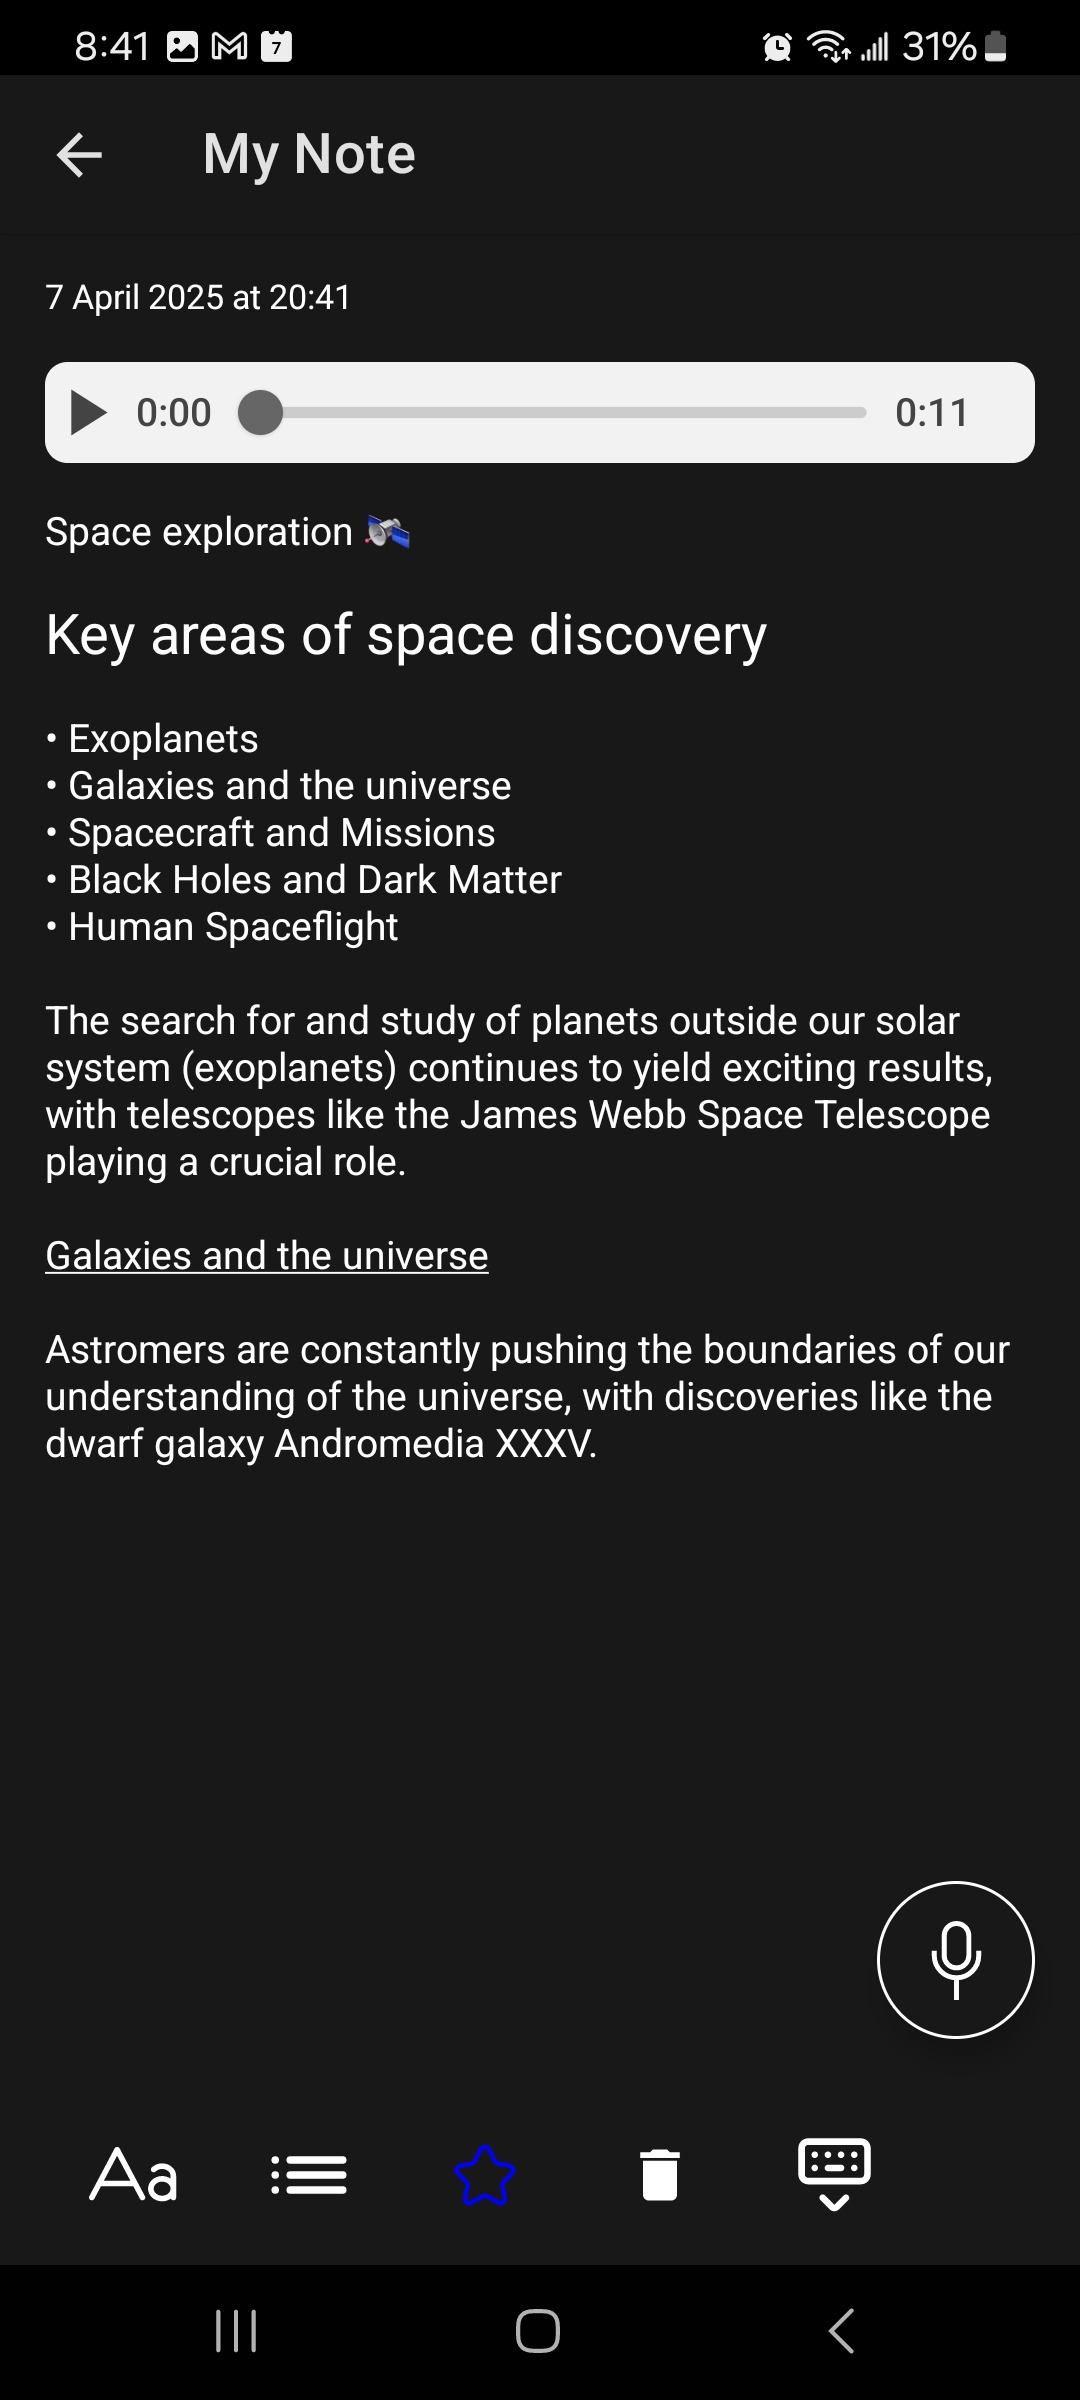 8:41
7
31%
My Note
7 April 2025 at 20:41
0:00
0:11
Space exploration 🛰️
Key areas of space discovery
• Exoplanets
• Galaxies and the universe
• Spacecraft and Missions
• Black Holes and Dark Matter
• Human Spaceflight
The search for and study of planets outside our solar
system (exoplanets) continues to yield exciting results,
with telescopes like the James Webb Space Telescope
playing a crucial role.
Galaxies and the universe
Astromers are constantly pushing the boundaries of our
understanding of the universe, with discoveries like the
dwarf galaxy Andromedia XXXV.
Aa